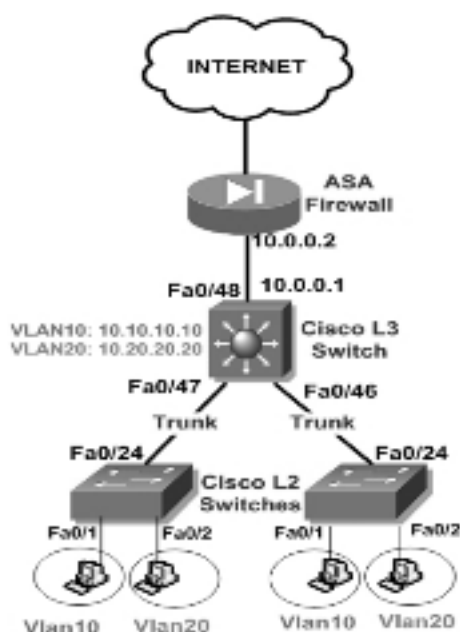 INTERNET
ASA
Firewall
10.0.0.2
Fa0/48
10.0.0.1
VLAN10: 10.10.10.10
VLAN20: 10.20.20.20
Cisco L3
Switch
Fa0/47
Fa0/46
Trunk
Trunk
Fa0/24
Fa0/24
Cisco L2
Switches
Fa0/1
Fa0/2
Fa0/1
Fa0/2
Vlan10
Vlan20
Vlan10
Vlan20